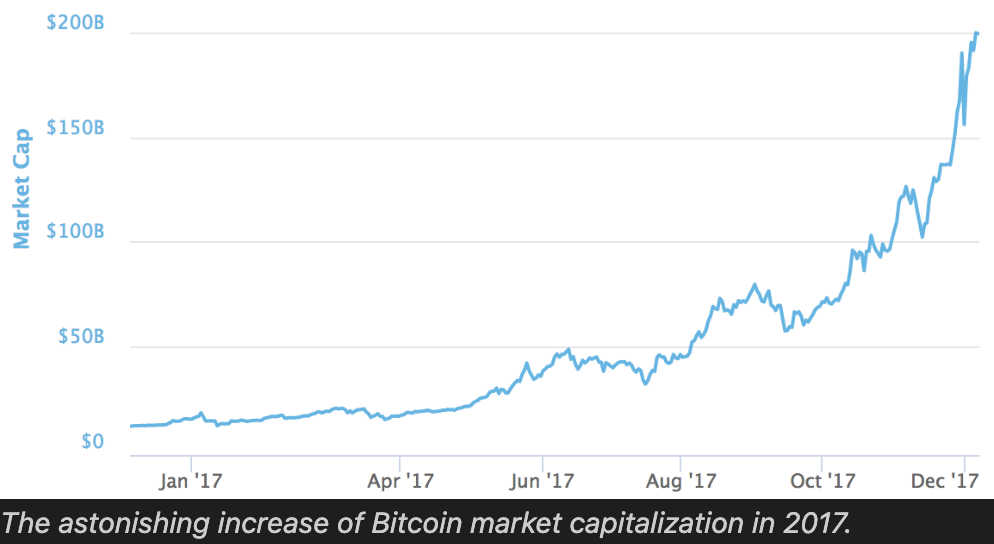 $200B
$150B
$100B
$50B
$0
Market Cap
Jan '17 Apr '17 Jun '17 Aug '17 Oct '17 Dec '17
The astonishing increase of Bitcoin market capitalization in 2017.